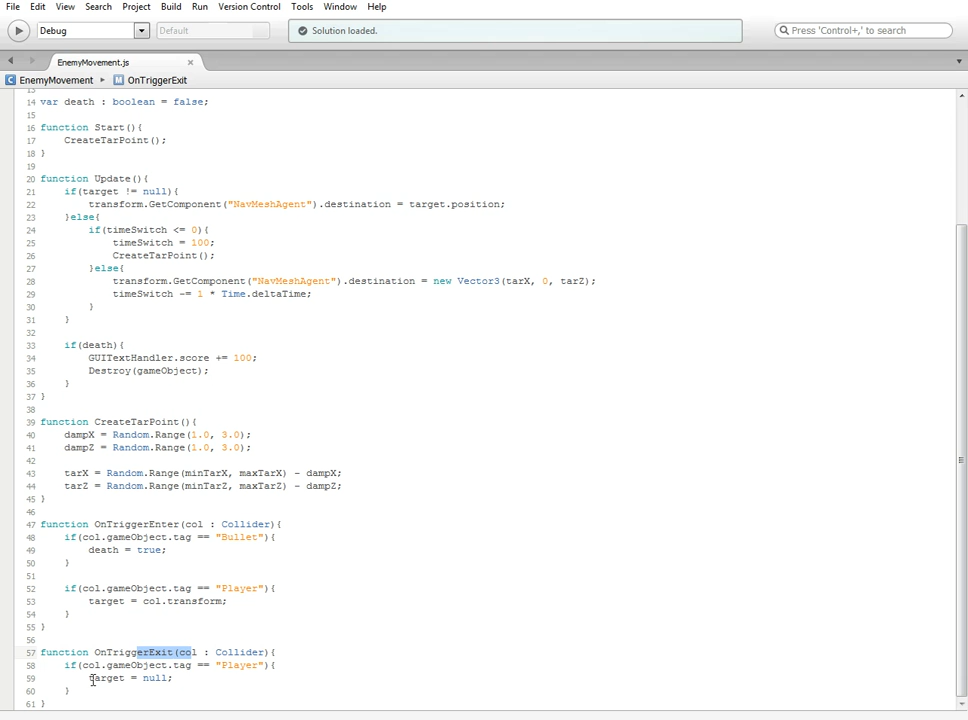 File Edit View Search Project Build Run Version Control Tools Window Help
Debug Default Solution loaded. Press 'Control+,' to search
EnemyMovement.js
EnemyMovement OnTriggerExit
13
14 var death : boolean = false;
15
16 function Start(){
17 CreateTarPoint();
18 }
19
20 function Update(){
21 if(target != null){
22 transform.GetComponent("NavMeshAgent").destination = target.position;
23 }else{
24 if(timeSwitch <= 0){
25 timeSwitch = 100;
26 CreateTarPoint();
27 }else{
28 transform.GetComponent("NavMeshAgent").destination = new Vector3(tarX, 0, tarZ);
29 timeSwitch -= 1 * Time.deltaTime;
30 }
31 }
32
33 if(death){
34 GUITextHandler.score += 100;
35 Destroy(gameObject);
36 }
37 }
38
39 function CreateTarPoint(){
40 dampX = Random.Range(1.0, 3.0);
41 dampZ = Random.Range(1.0, 3.0);
42
43 tarX = Random.Range(minTarX, maxTarX) - dampX;
44 tarZ = Random.Range(minTarZ, maxTarZ) - dampZ;
45 }
46
47 function OnTriggerEnter(col : Collider){
48 if(col.gameObject.tag == "Bullet"){
49 death = true;
50 }
51
52 if(col.gameObject.tag == "Player"){
53 target = col.transform;
54 }
55 }
56
57 function OnTriggerExit(col : Collider){
58 if(col.gameObject.tag == "Player"){
59 target = null;
60 }
61 }